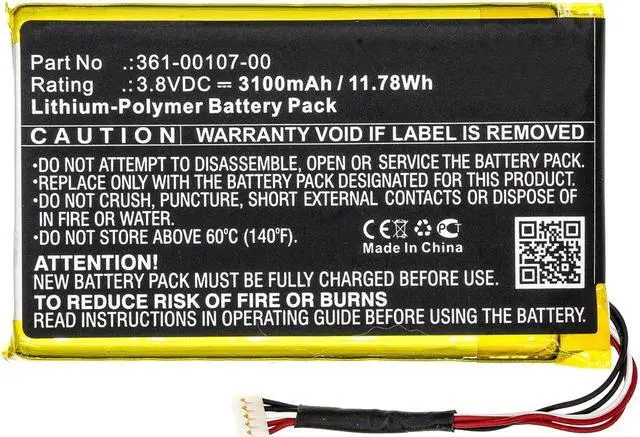 Part No .:361-00107-00
Rating .:3.8VDC ⎓ 3100mAh / 11.78Wh
Lithium-Polymer Battery Pack
CAUTION WARRANTY VOID IF LABEL IS REMOVED
•DO NOT ATTEMPT TO DISASSEMBLE, OPEN OR SERVICE THE BATTERY PACK.
•REPLACE ONLY WITH THE BATTERY PACK DESIGNATED FOR THIS PACK.
•DO NOT CRUSH, PUNCTURE, SHORT EXTERNAL CONTACTS OR DISPOSE OF
IN FIRE OR WATER.
•DO NOT STORE ABOVE 60°C (140°F).
CE PCT
Made In China
ATTENTION!
NEW BATTERY PACK MUST BE FULLY CHARGED BEFORE USE.
TO REDUCE RISK OF FIRE OR BURNS
READ INSTRUCTIONS IN OPERATING GUIDE BEFORE USING THE BATTERY.